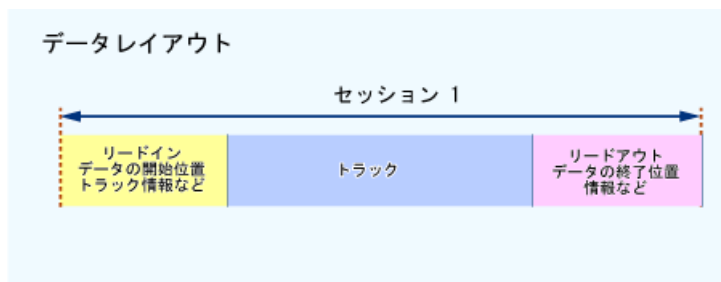 データレイアウト
セッション 1
リードイン
データの開始位置
トラック情報など
トラック
リードアウト
データの終了位置
情報など